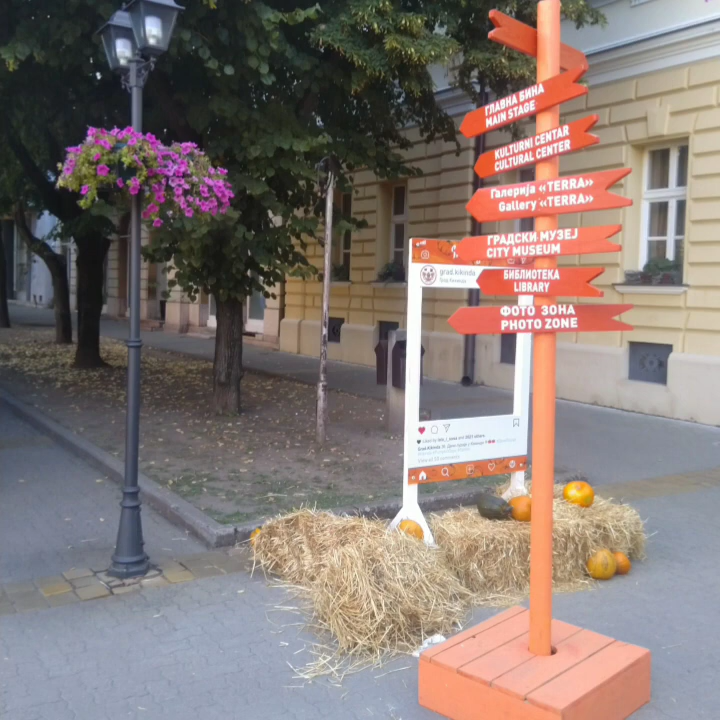 ГЛАВНА БИНА
MAIN STAGE
KULTURNI CENTAR
CULTURAL CENTER
Галерија «TERRA»
Gallery «TERRA»
ГРАДСКИ МУЗЕЈ
CITY MUSEUM
БИБЛИОТЕКА
LIBRARY
ФОТО ЗОНА
PHOTO ZONE
grad.kikinda